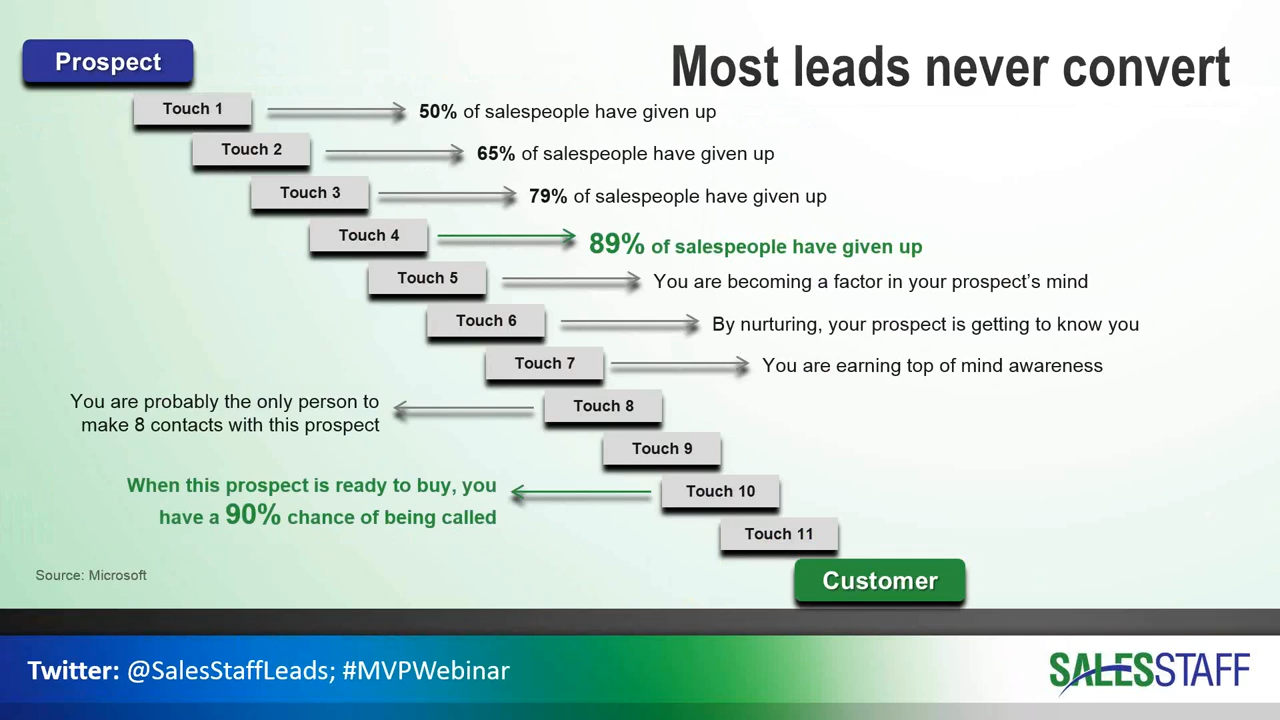 Prospect
Most leads never convert
Touch 1
50% of salespeople have given up
Touch 2
65% of salespeople have given up
Touch 3
79% of salespeople have given up
Touch 4
89% of salespeople have given up
Touch 5
You are becoming a factor in your prospect’s mind
Touch 6
By nurturing, your prospect is getting to know you
Touch 7
You are earning top of mind awareness
Touch 8
You are probably the only person to
make 8 contacts with this prospect
Touch 9
Touch 10
When this prospect is ready to buy, you
have a 90% chance of being called
Touch 11
Customer
Source: Microsoft
Twitter: @SalesStaffLeads; #MVPWebinar
SALESSTAFF